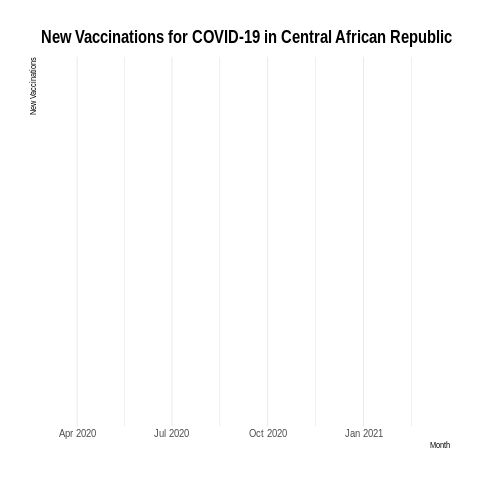 New Vaccinations for COVID-19 in Central African Republic
New Vaccinations
Apr 2020
Jul 2020
Oct 2020
Jan 2021
Month